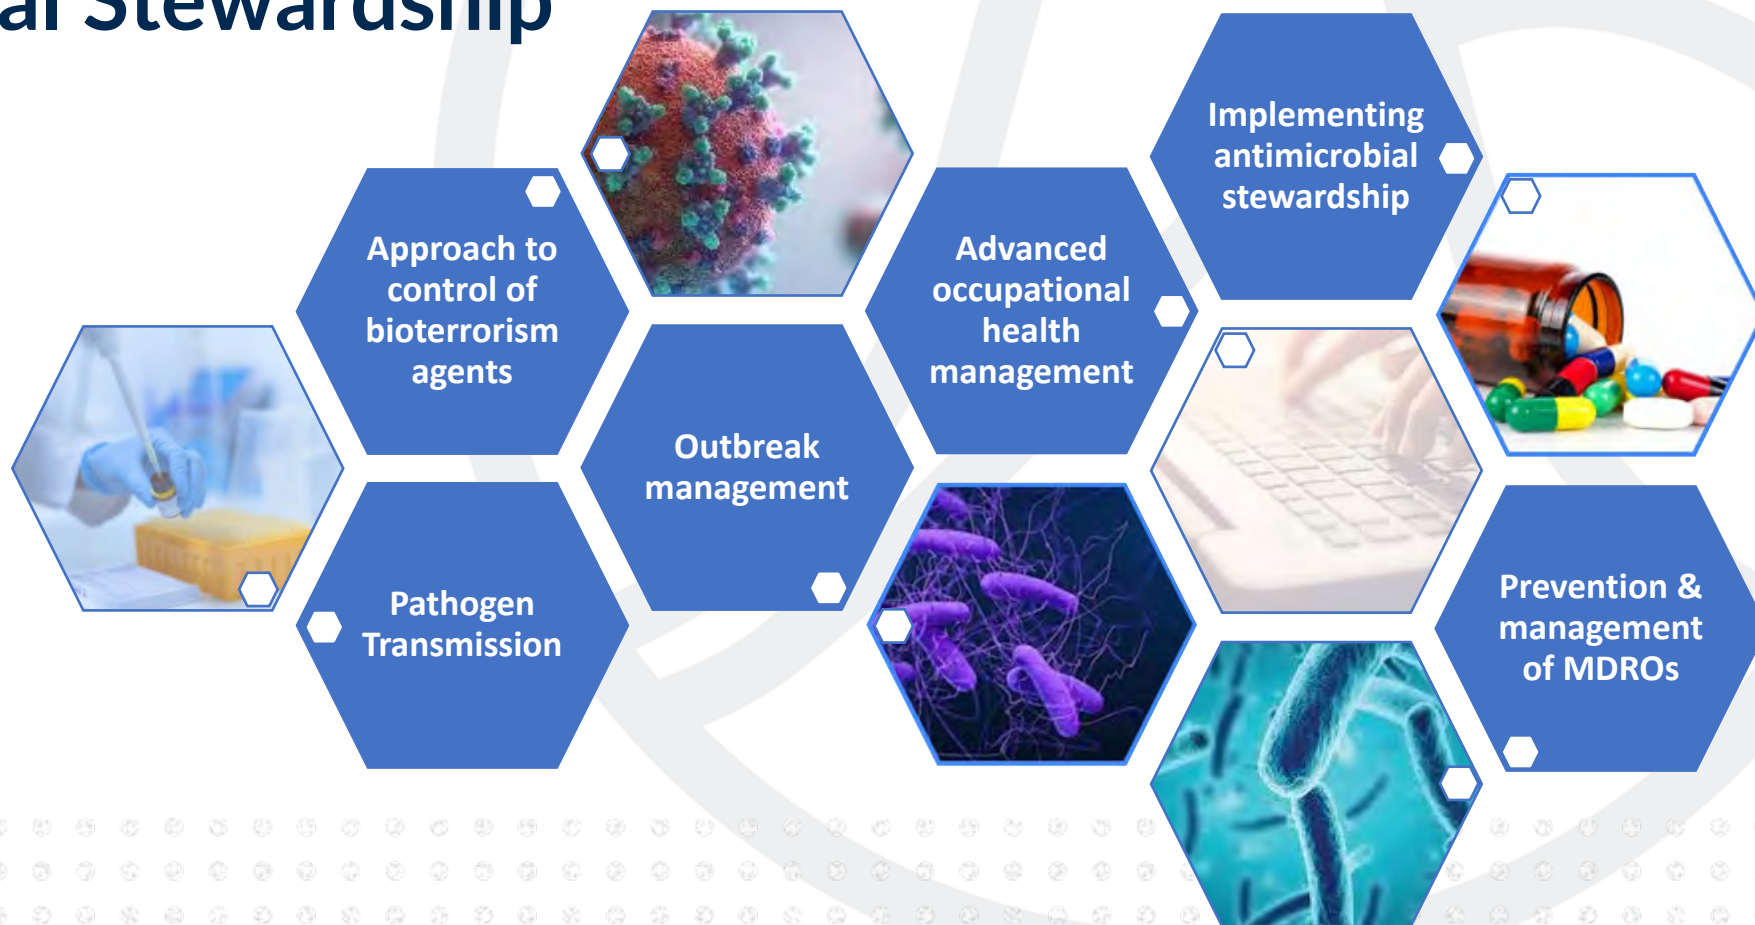 al Stewardship
Implementing
antimicrobial
stewardship
Approach to
control of
bioterrorism
agents
Advanced
occupational
health
management
Outbreak
management
Pathogen
Transmission
Prevention &
management
of MDROs